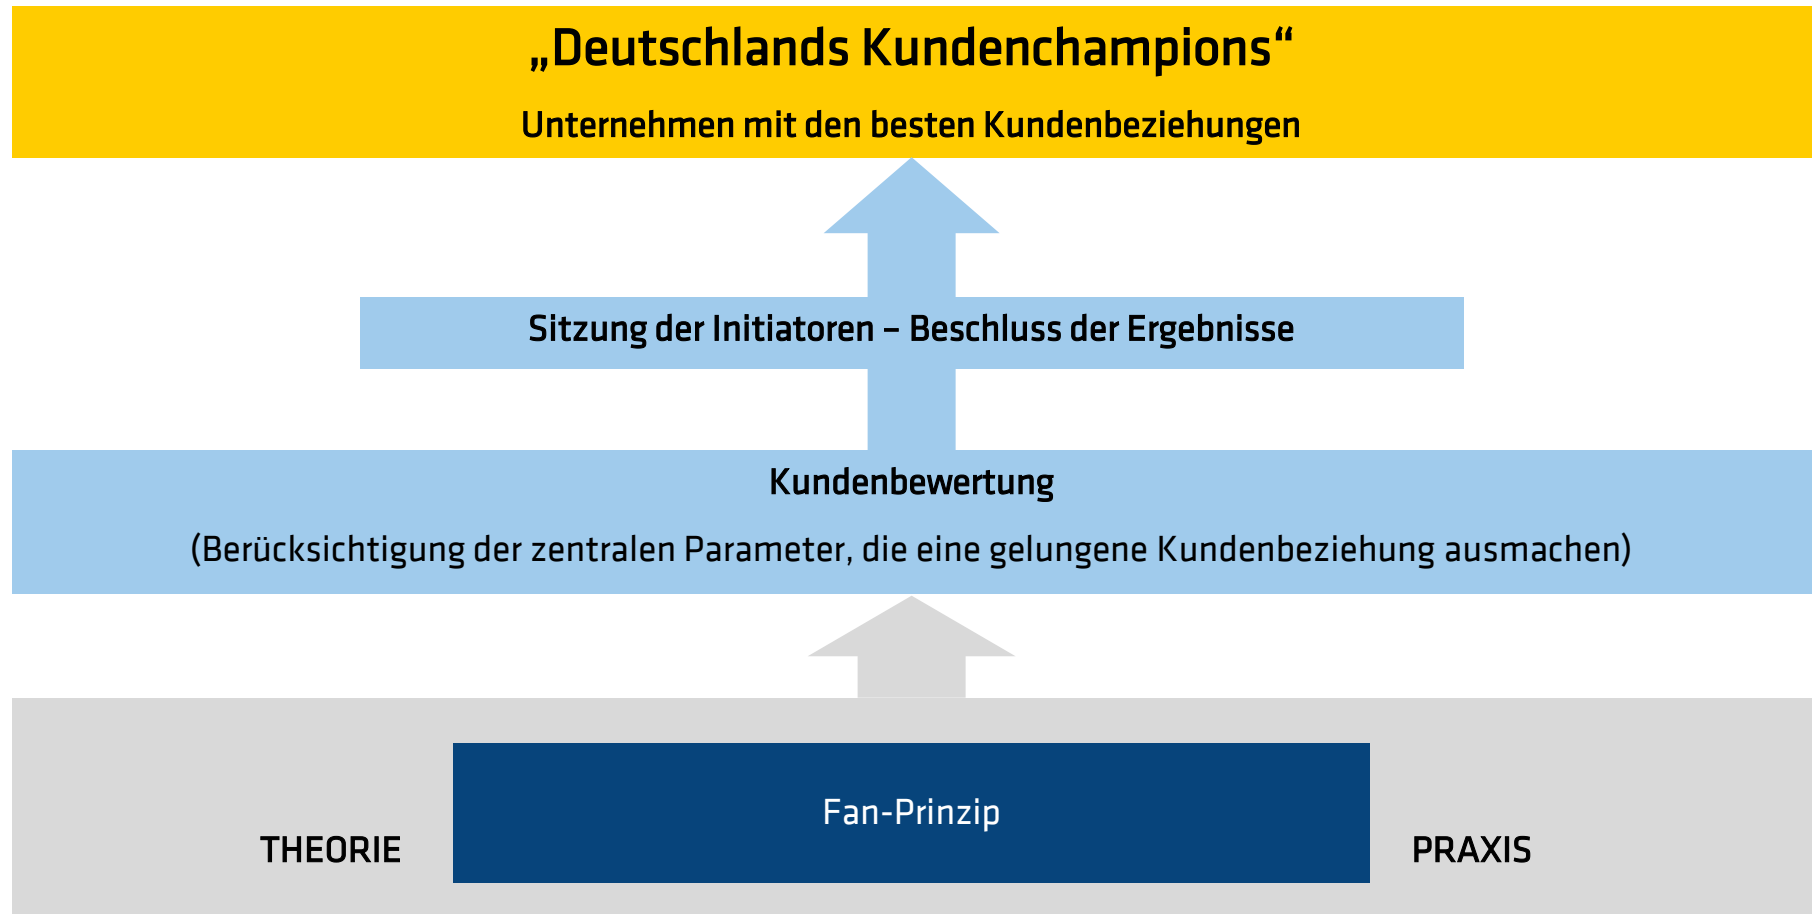 „Deutschlands Kundenchampions“
Unternehmen mit den besten Kundenbeziehungen
Sitzung der Initiatoren – Beschluss der Ergebnisse
Kundenbewertung
(Berücksichtigung der zentralen Parameter, die eine gelungene Kundenbeziehung ausmachen)
Fan-Prinzip
THEORIE
PRAXIS